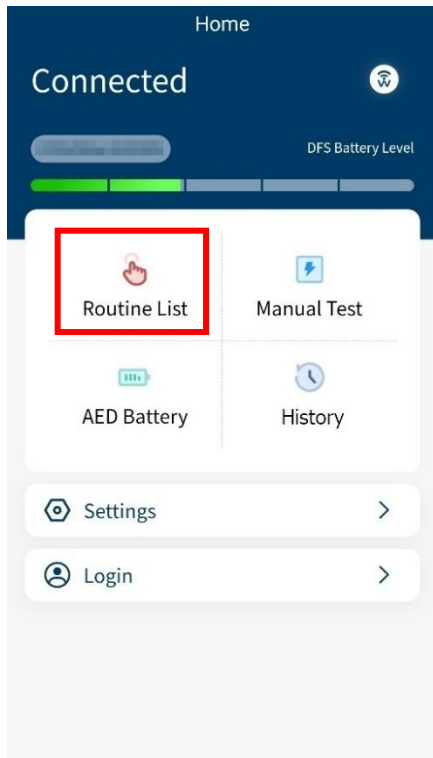 Home
Connected
DFS Battery Level
Routine List
Manual Test
AED Battery
History
Settings
Login